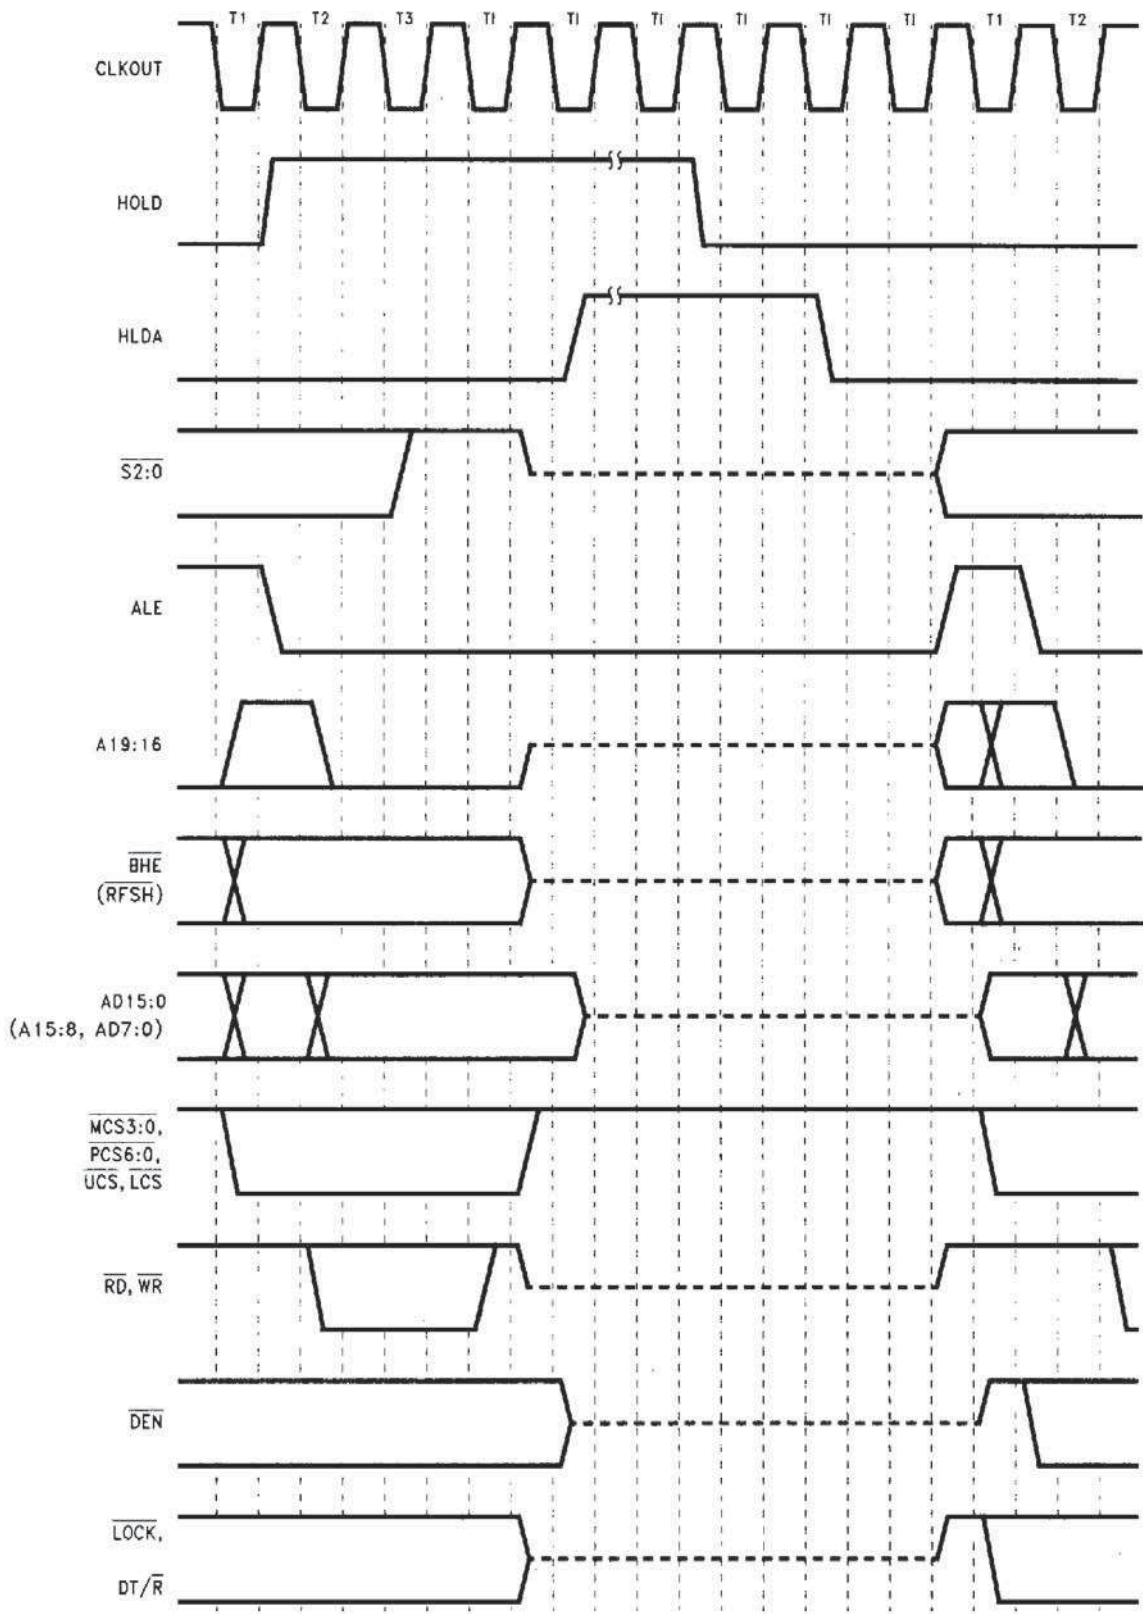 T1 T2 T3 TI TI TI TI TI TI T1 T2
CLKOUT
HOLD
HLDA
S2:0
ALE
A19:16
BHE
(RFSH)
AD15:0
(A15:8, AD7:0)
MCS3:0,
PCS6:0,
UCS, LCS
RD, WR
DEN
LOCK,
DT/R